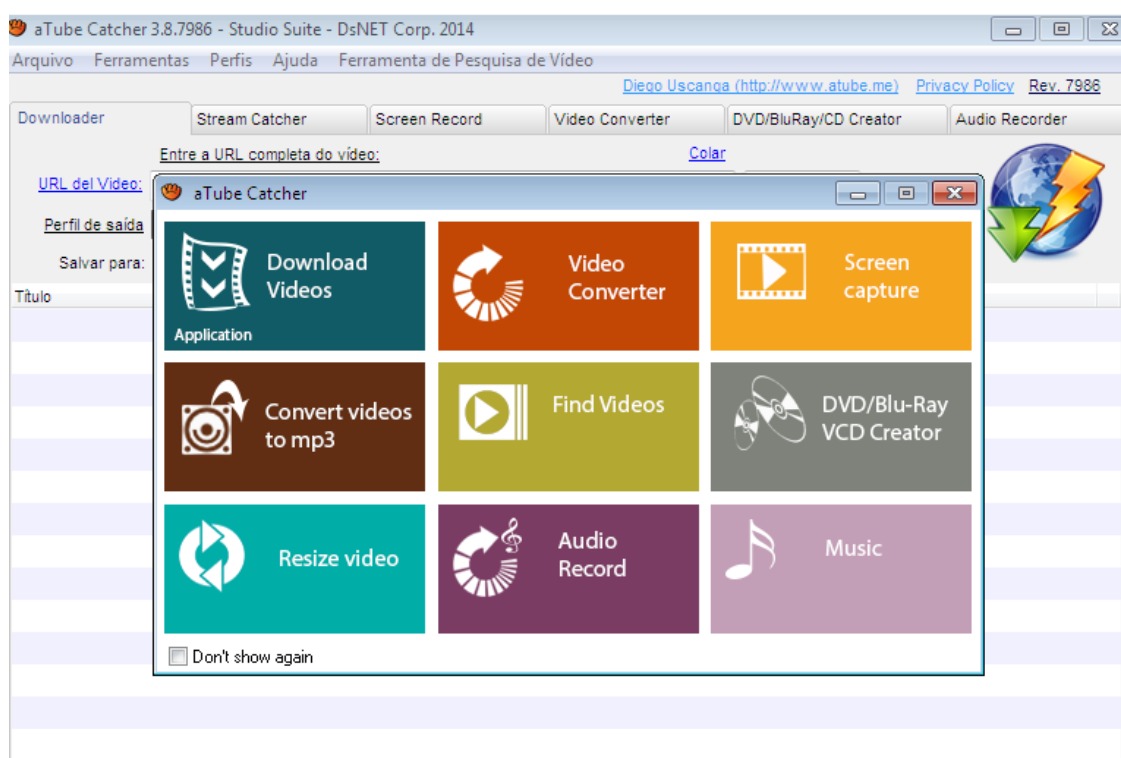 aTube Catcher 3.8.7986 - Studio Suite - DsNET Corp. 2014
Arquivo Ferramentas Perfis Ajuda Ferramenta de Pesquisa de Vídeo
Diego Uscanga (http://www.atube.me) Privacy Policy Rev. 7986
Downloader Stream Catcher Screen Record Video Converter DVD/BluRay/CD Creator Audio Recorder
Entre a URL completa do vídeo: Colar
URL del Video:
Perfil de saída
Salvar para:
Título
aTube Catcher
Download
Videos
Application
Video
Converter
Screen
capture
Convert videos
to mp3
Find Videos
DVD/Blu-Ray
VCD Creator
Resize video
Audio
Record
Music
Don't show again